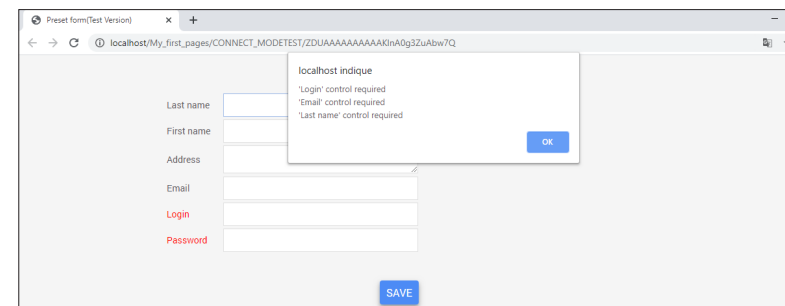 Preset form(Test Version)
localhost/My_first_pages/CONNECT_MODETEST/ZDUAAAAAAAAAAKInA0g3ZuAbw7Q
localhost indique
'Login' control required
'Email' control required
'Last name' control required
OK
Last name
First name
Address
Email
Login
Password
SAVE